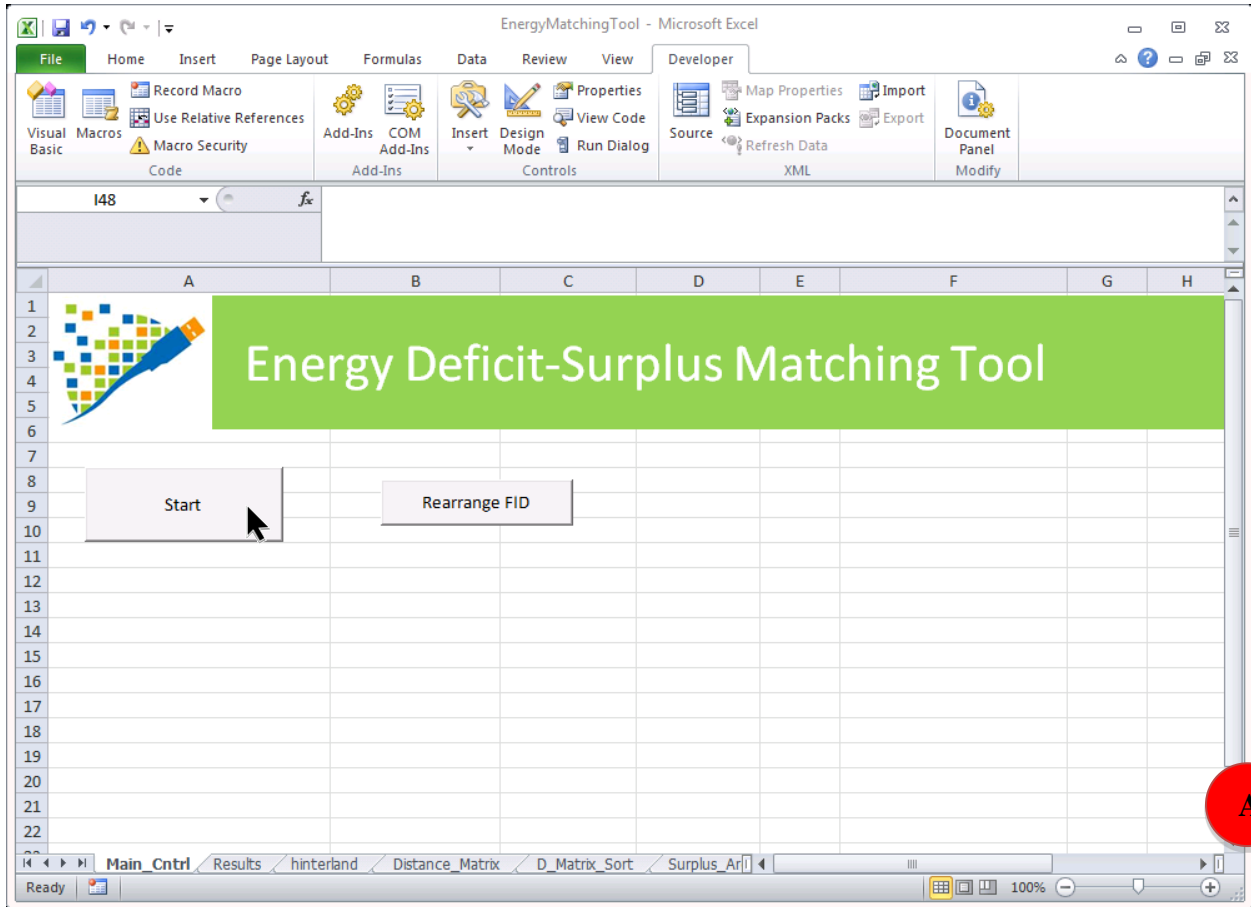 EnergyMatchingTool - Microsoft Excel
File Home Insert Page Layout Formulas Data Review View Developer
Visual Basic
Macros
Record Macro
Use Relative References
Macro Security
Code
Add-Ins
COM Add-Ins
Add-Ins
Insert
Design Mode
Properties
View Code
Run Dialog
Controls
Source
Map Properties
Expansion Packs
Refresh Data
Import
Export
XML
Document Panel
Modify
I48
fx
A B C D E F G H
1
2
3
4
5
6
7
8
9
10
11
12
13
14
15
16
17
18
19
20
21
22
Energy Deficit-Surplus Matching Tool
Start
Rearrange FID
A
Main_Cntrl Results hinterland Distance_Matrix D_Matrix_Sort Surplus_Ar
Ready
100%